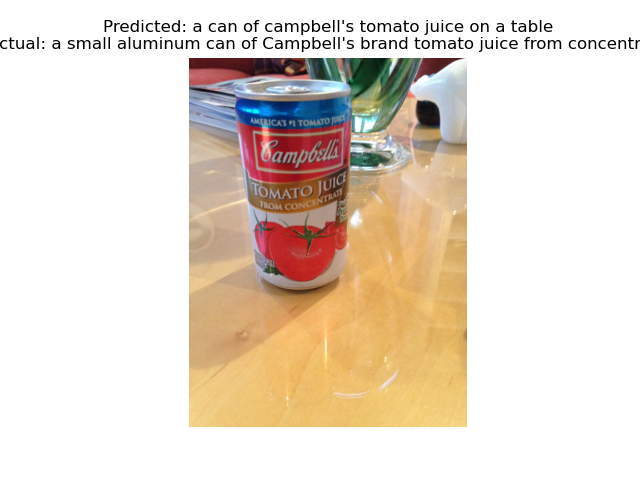 Predicted: a can of campbell's tomato juice on a table
ctual: a small aluminum can of Campbell's brand tomato juice from concentr
AMERICA'S #1 TOMATO JUICE
Campbell's
TOMATO JUICE
FROM CONCENTRATE